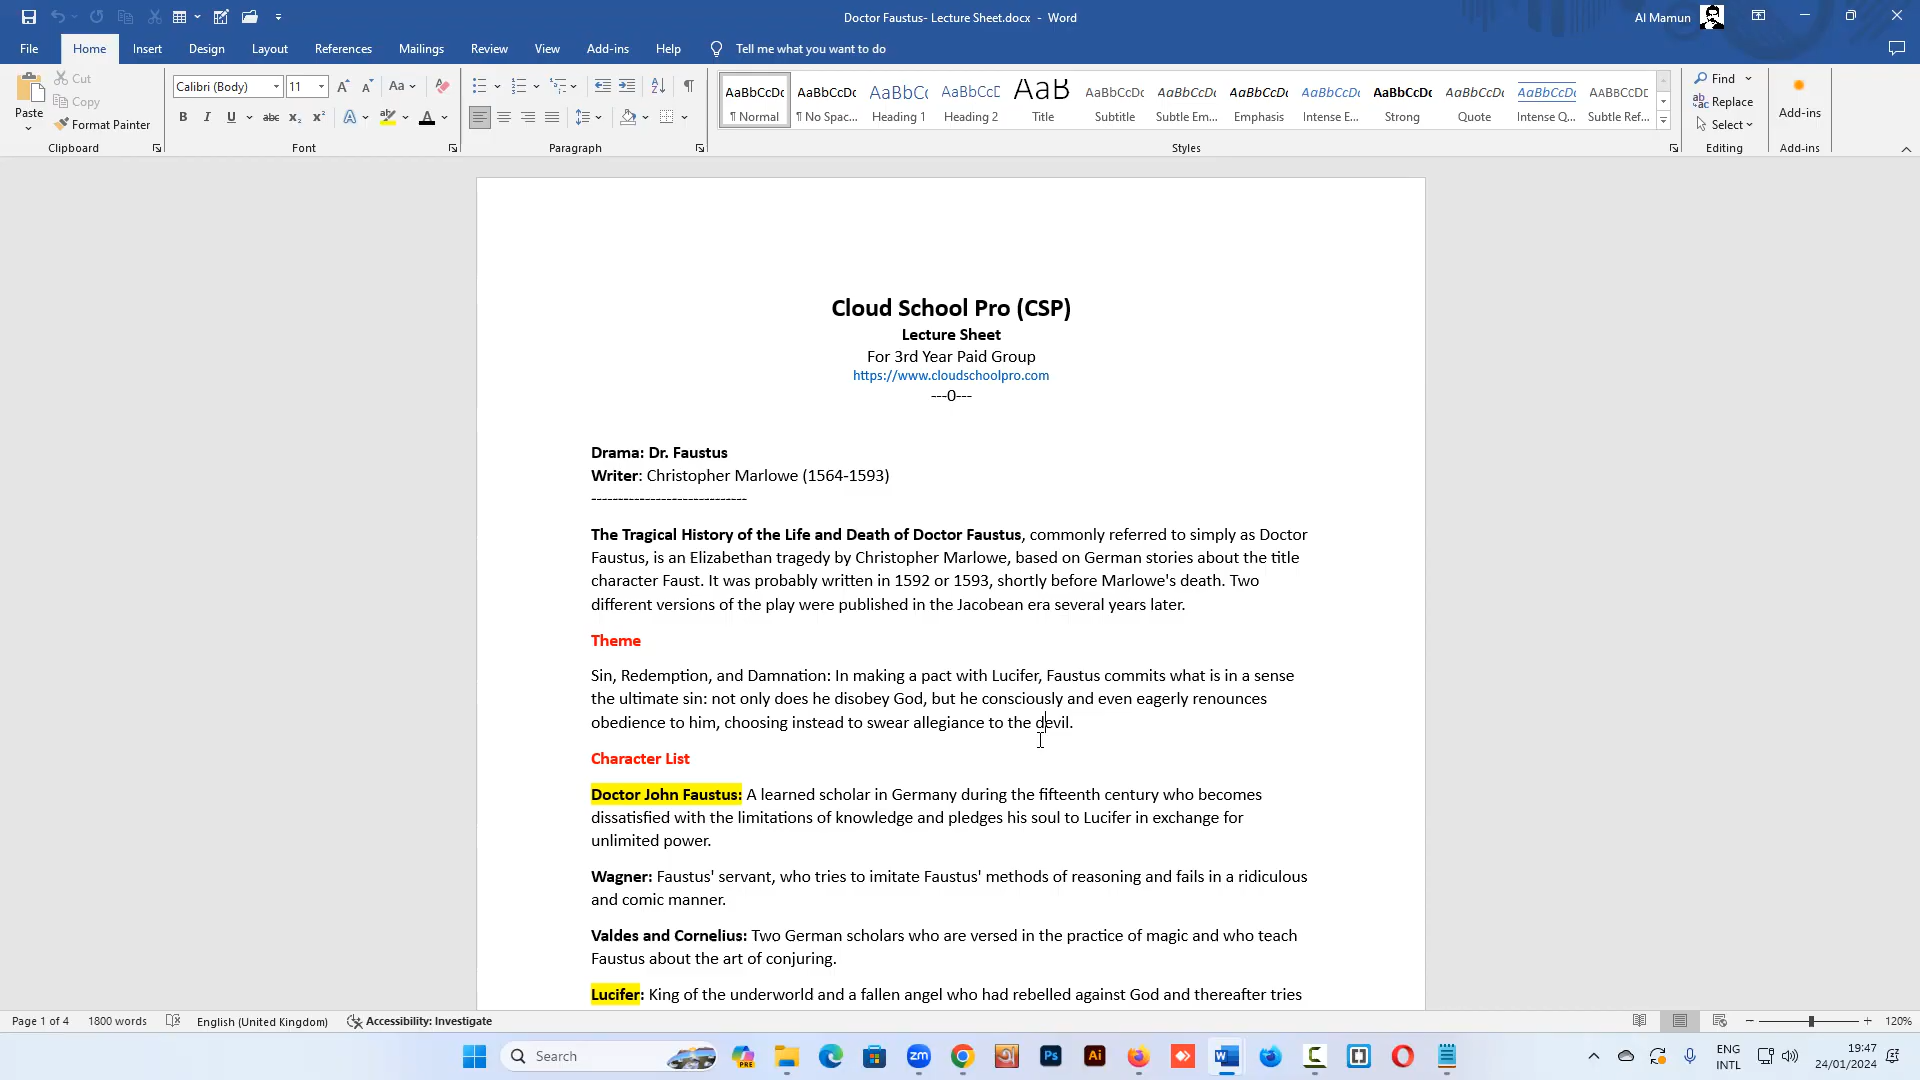 Doctor Faustus- Lecture Sheet.docx - Word
Al Mamun
File Home Insert Design Layout References Mailings Review View Add-ins Help Tell me what you want to do
Paste
Cut
Copy
Format Painter
Clipboard
Calibri (Body) 11
Font
Paragraph
AaBbCcDc ¶ Normal
AaBbCcDc ¶ No Spac...
AaBbCc Heading 1
AaBbCcD Heading 2
AaB Title
AaBbCcDc Subtitle
AaBbCcDc Subtle Em...
AaBbCcDc Emphasis
AaBbCcDc Intense E...
AaBbCcDc Strong
AaBbCcDc Quote
AaBbCcDc Intense Q...
AaBbCcDc Subtle Ref...
Styles
Find
Replace
Select
Editing
Add-ins
Add-ins
Cloud School Pro (CSP)
Lecture Sheet
For 3rd Year Paid Group
https://www.cloudschoolpro.com
---0---
Drama: Dr. Faustus
Writer: Christopher Marlowe (1564-1593)
-----------------------------
The Tragical History of the Life and Death of Doctor Faustus, commonly referred to simply as Doctor
Faustus, is an Elizabethan tragedy by Christopher Marlowe, based on German stories about the title
character Faust. It was probably written in 1592 or 1593, shortly before Marlowe's death. Two
different versions of the play were published in the Jacobean era several years later.
Theme
Sin, Redemption, and Damnation: In making a pact with Lucifer, Faustus commits what is in a sense
the ultimate sin: not only does he disobey God, but he consciously and even eagerly renounces
obedience to him, choosing instead to swear allegiance to the devil.
Character List
Doctor John Faustus: A learned scholar in Germany during the fifteenth century who becomes
dissatisfied with the limitations of knowledge and pledges his soul to Lucifer in exchange for
unlimited power.
Wagner: Faustus' servant, who tries to imitate Faustus' methods of reasoning and fails in a ridiculous
and comic manner.
Valdes and Cornelius: Two German scholars who are versed in the practice of magic and who teach
Faustus about the art of conjuring.
Lucifer: King of the underworld and a fallen angel who had rebelled against God and thereafter tries
Page 1 of 4 1800 words English (United Kingdom) Accessibility: Investigate 120%
Search
ENG
INTL
19:47
24/01/2024